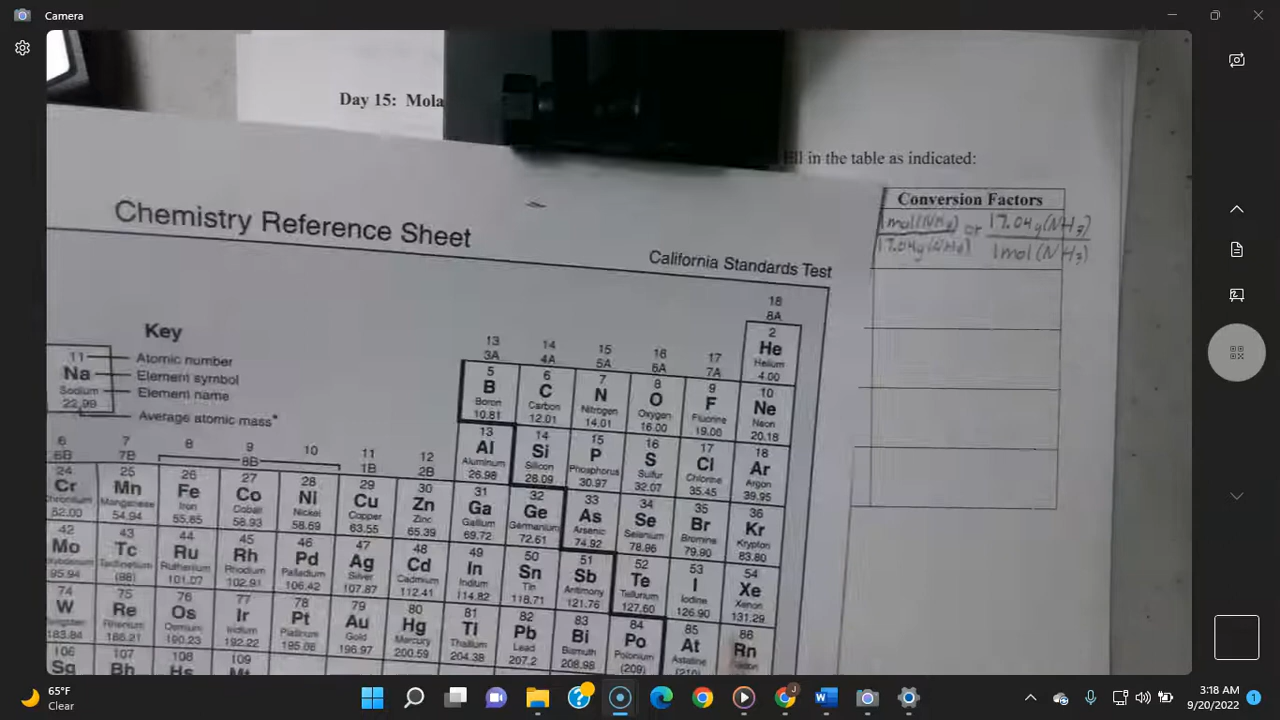 Camera
Day 15: Mola
ill in the table as indicated:
Conversion Factors
1mol(NH3) or 17.04g(NH3)
17.04g(NH3) 1mol(NH3)
Chemistry Reference Sheet
California Standards Test
Key
11 Atomic number
Na Element symbol
Sodium Element name
22.99 Average atomic mass*
18
8A
13 14 15 16 17
3A 4A 5A 6A 7A
2
He
Helium
4.00
5 6 7 8 9 10
B C N O F Ne
Boron Carbon Nitrogen Oxygen Fluorine Neon
10.81 12.01 14.01 16.00 19.00 20.18
6 7 8 9 10 11 12
6B 7B 8B 1B 2B
13 14 15 16 17 18
Al Si P S Cl Ar
Aluminum Silicon Phosphorus Sulfur Chlorine Argon
26.98 28.09 30.97 32.07 35.45 39.95
24 25 26 27 28 29 30 31 32 33 34 35 36
Cr Mn Fe Co Ni Cu Zn Ga Ge As Se Br Kr
Chromium Manganese Iron Cobalt Nickel Copper Zinc Gallium Germanium Arsenic Selenium Bromine Krypton
52.00 54.94 55.85 58.93 58.69 63.55 65.39 69.72 72.61 74.92 78.96 79.90 83.80
42 43 44 45 46 47 48 49 50 51 52 53 54
Mo Tc Ru Rh Pd Ag Cd In Sn Sb Te I Xe
Technetium Ruthenium Rhodium Palladium Silver Cadmium Indium Tin Antimony Tellurium Iodine Xenon
95.94 (98) 101.07 102.91 106.42 107.87 112.41 114.82 118.71 121.76 127.60 126.90 131.29
74 75 76 77 78 79 80 81 82 83 84 85 86
W Re Os Ir Pt Au Hg Tl Pb Bi Po At Rn
Rhenium Osmium Iridium Platinum Gold Mercury Thallium Lead Bismuth Polonium Astatine
183.84 186.21 190.23 192.22 195.08 196.97 200.59 204.38 207.2 208.98 (209) (210)
106 107 108 109
Sg Bh Hs Mt
65°F
Clear
3:18 AM
9/20/2022
1